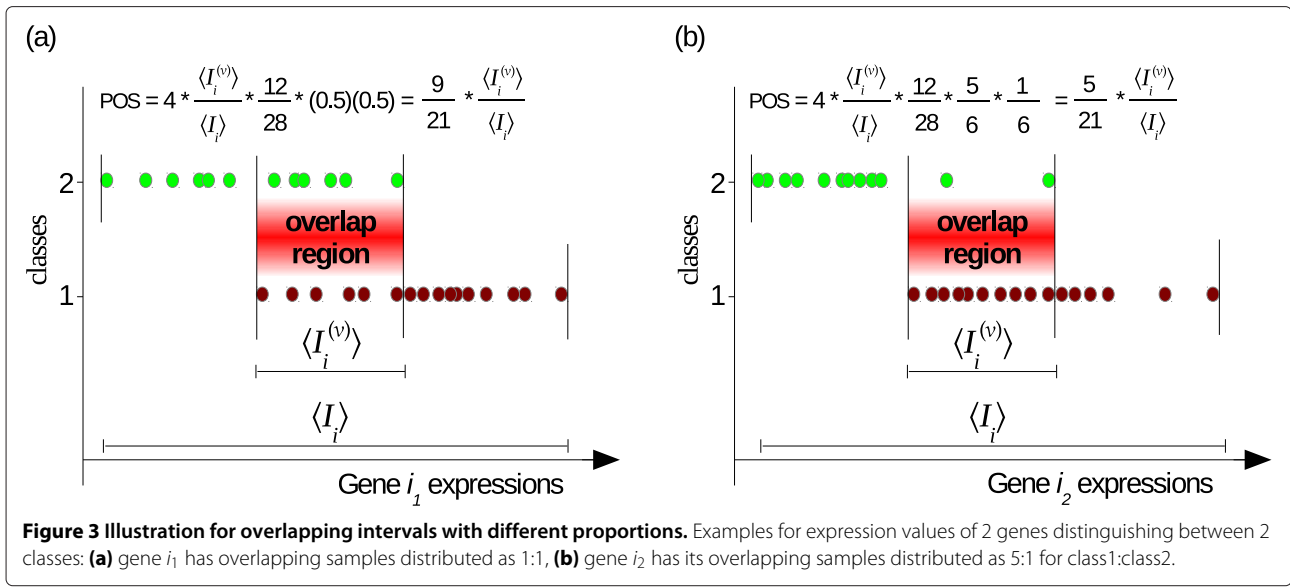 (a)
POS = 4 * ⟨I_i^(v)⟩/⟨I_i⟩ * 12/28 * (0.5)(0.5) = 9/21 * ⟨I_i^(v)⟩/⟨I_i⟩
2
overlap
region
classes
1
⟨I_i^(v)⟩
⟨I_i⟩
Gene i_1 expressions
(b)
POS = 4 * ⟨I_i^(v)⟩/⟨I_i⟩ * 12/28 * 5/6 * 1/6 = 5/21 * ⟨I_i^(v)⟩/⟨I_i⟩
2
overlap
region
classes
1
⟨I_i^(v)⟩
⟨I_i⟩
Gene i_2 expressions
Figure 3 Illustration for overlapping intervals with different proportions. Examples for expression values of 2 genes distinguishing between 2
classes: (a) gene i_1 has overlapping samples distributed as 1:1, (b) gene i_2 has its overlapping samples distributed as 5:1 for class1:class2.